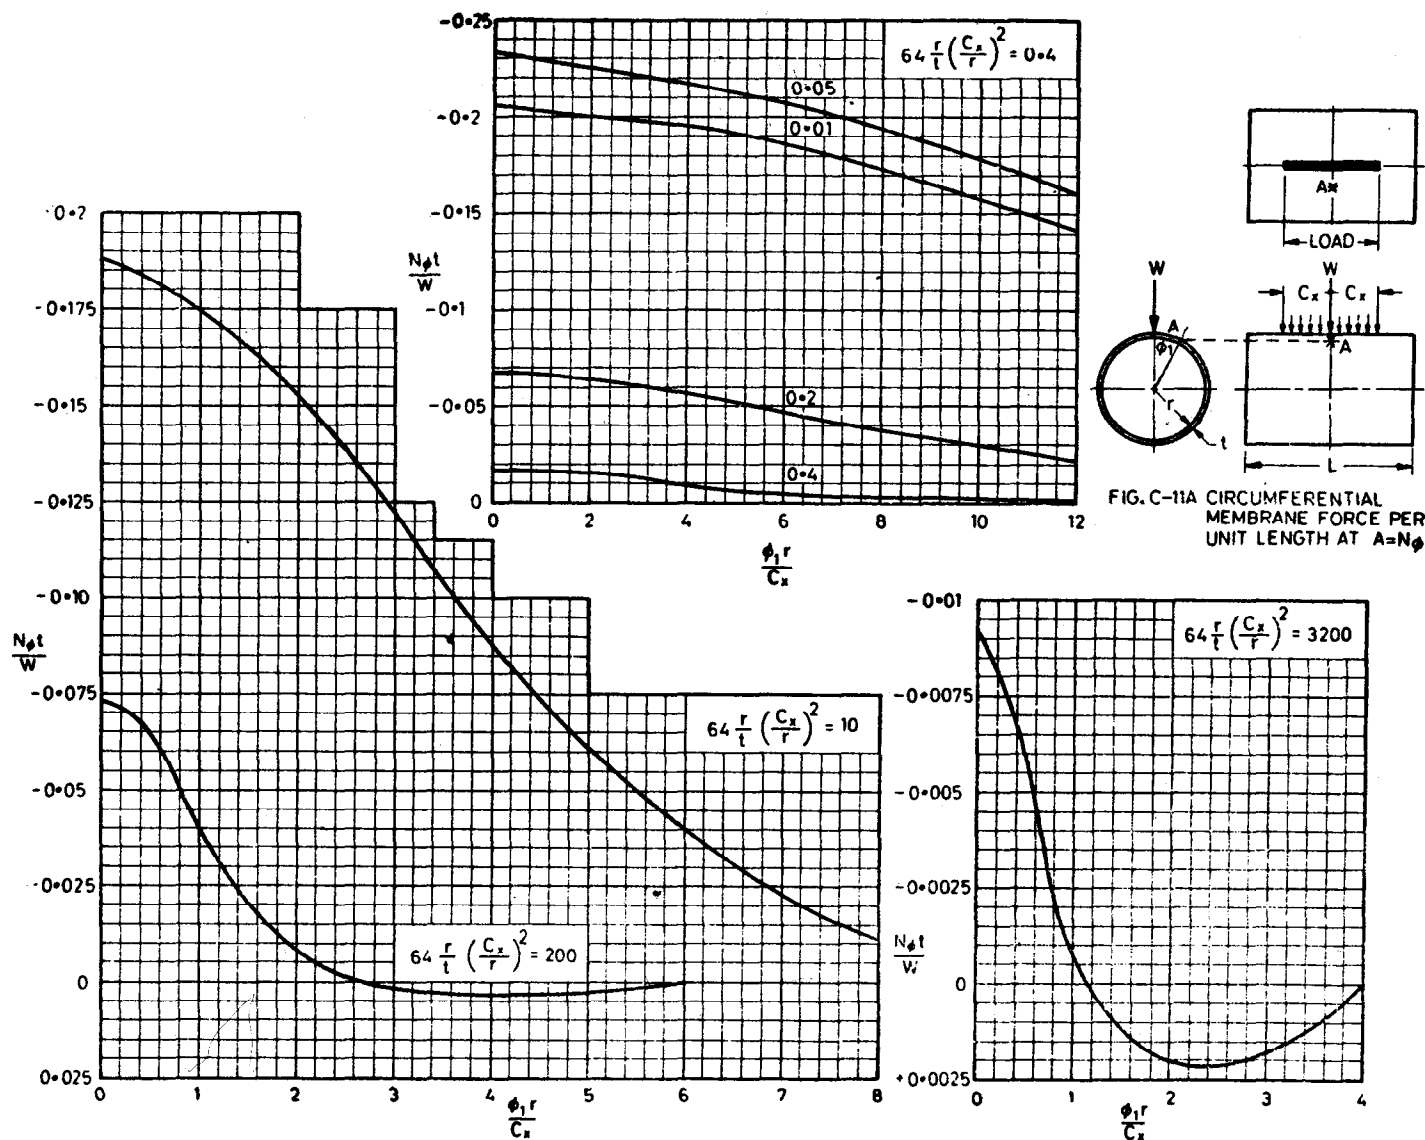 -0·25
-0·2
-0·15
-0·1
-0·05
0
NØt
W
64 r/t (Cx/r)² = 0·4
0·05
0·01
0·2
0·4
0 2 4 6 8 10 12
ϕ₁r
Cx
-0·2
-0·175
-0·15
-0·125
-0·10
-0·075
-0·05
-0·025
0
0·025
NØt
W
64 r/t (Cx/r)² = 10
64 r/t (Cx/r)² = 200
0 1 2 3 4 5 6 7 8
ϕ₁r
Cx
A
LOAD
W
W
Cx Cx
A
ϕ₁
A
r
t
L
FIG. C-11A CIRCUMFERENTIAL
MEMBRANE FORCE PER
UNIT LENGTH AT A=Nϕ
-0·01
-0·0075
-0·005
-0·0025
0
+0·0025
NØt
W
64 r/t (Cx/r)² = 3200
0 1 2 3 4
ϕ₁r
Cx